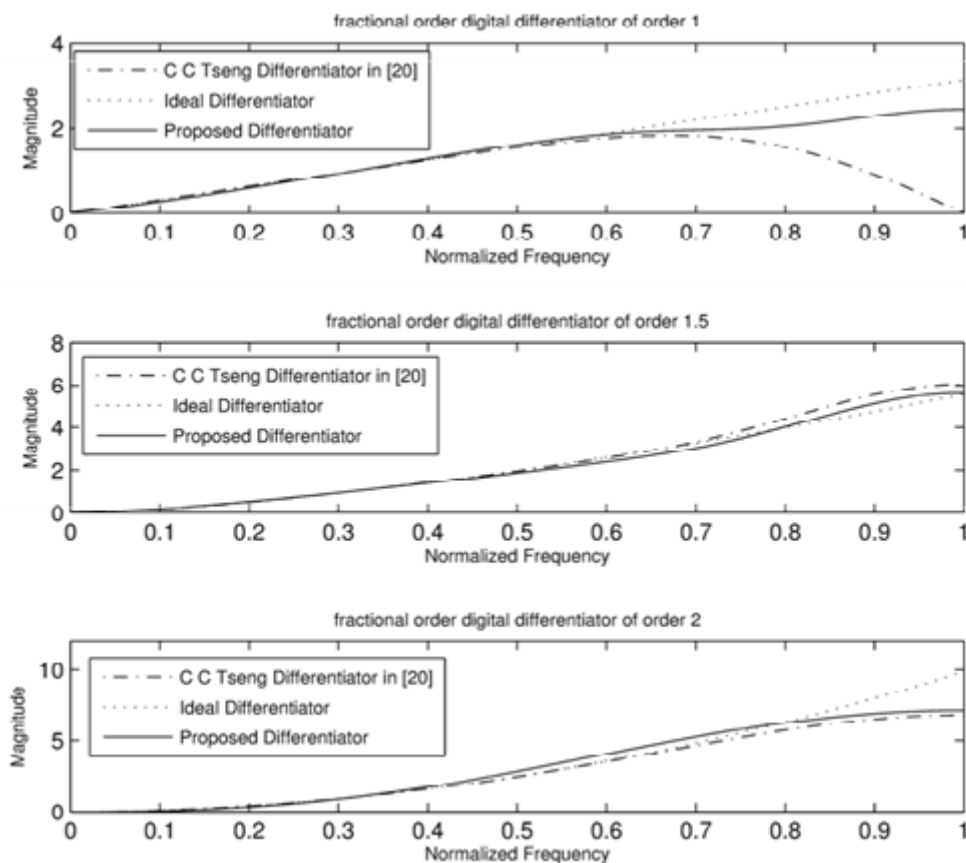 fractional order digital differentiator of order 1
4
C C Tseng Differentiator in [20]
Ideal Differentiator
Proposed Differentiator
2
0
Magnitude
0 0.1 0.2 0.3 0.4 0.5 0.6 0.7 0.8 0.9 1
Normalized Frequency
fractional order digital differentiator of order 1.5
8
C C Tseng Differentiator in [20]
Ideal Differentiator
Proposed Differentiator
6
4
2
0
Magnitude
0 0.1 0.2 0.3 0.4 0.5 0.6 0.7 0.8 0.9 1
Normalized Frequency
fractional order digital differentiator of order 2
C C Tseng Differentiator in [20]
Ideal Differentiator
Proposed Differentiator
10
5
0
Magnitude
0 0.1 0.2 0.3 0.4 0.5 0.6 0.7 0.8 0.9 1
Normalized Frequency